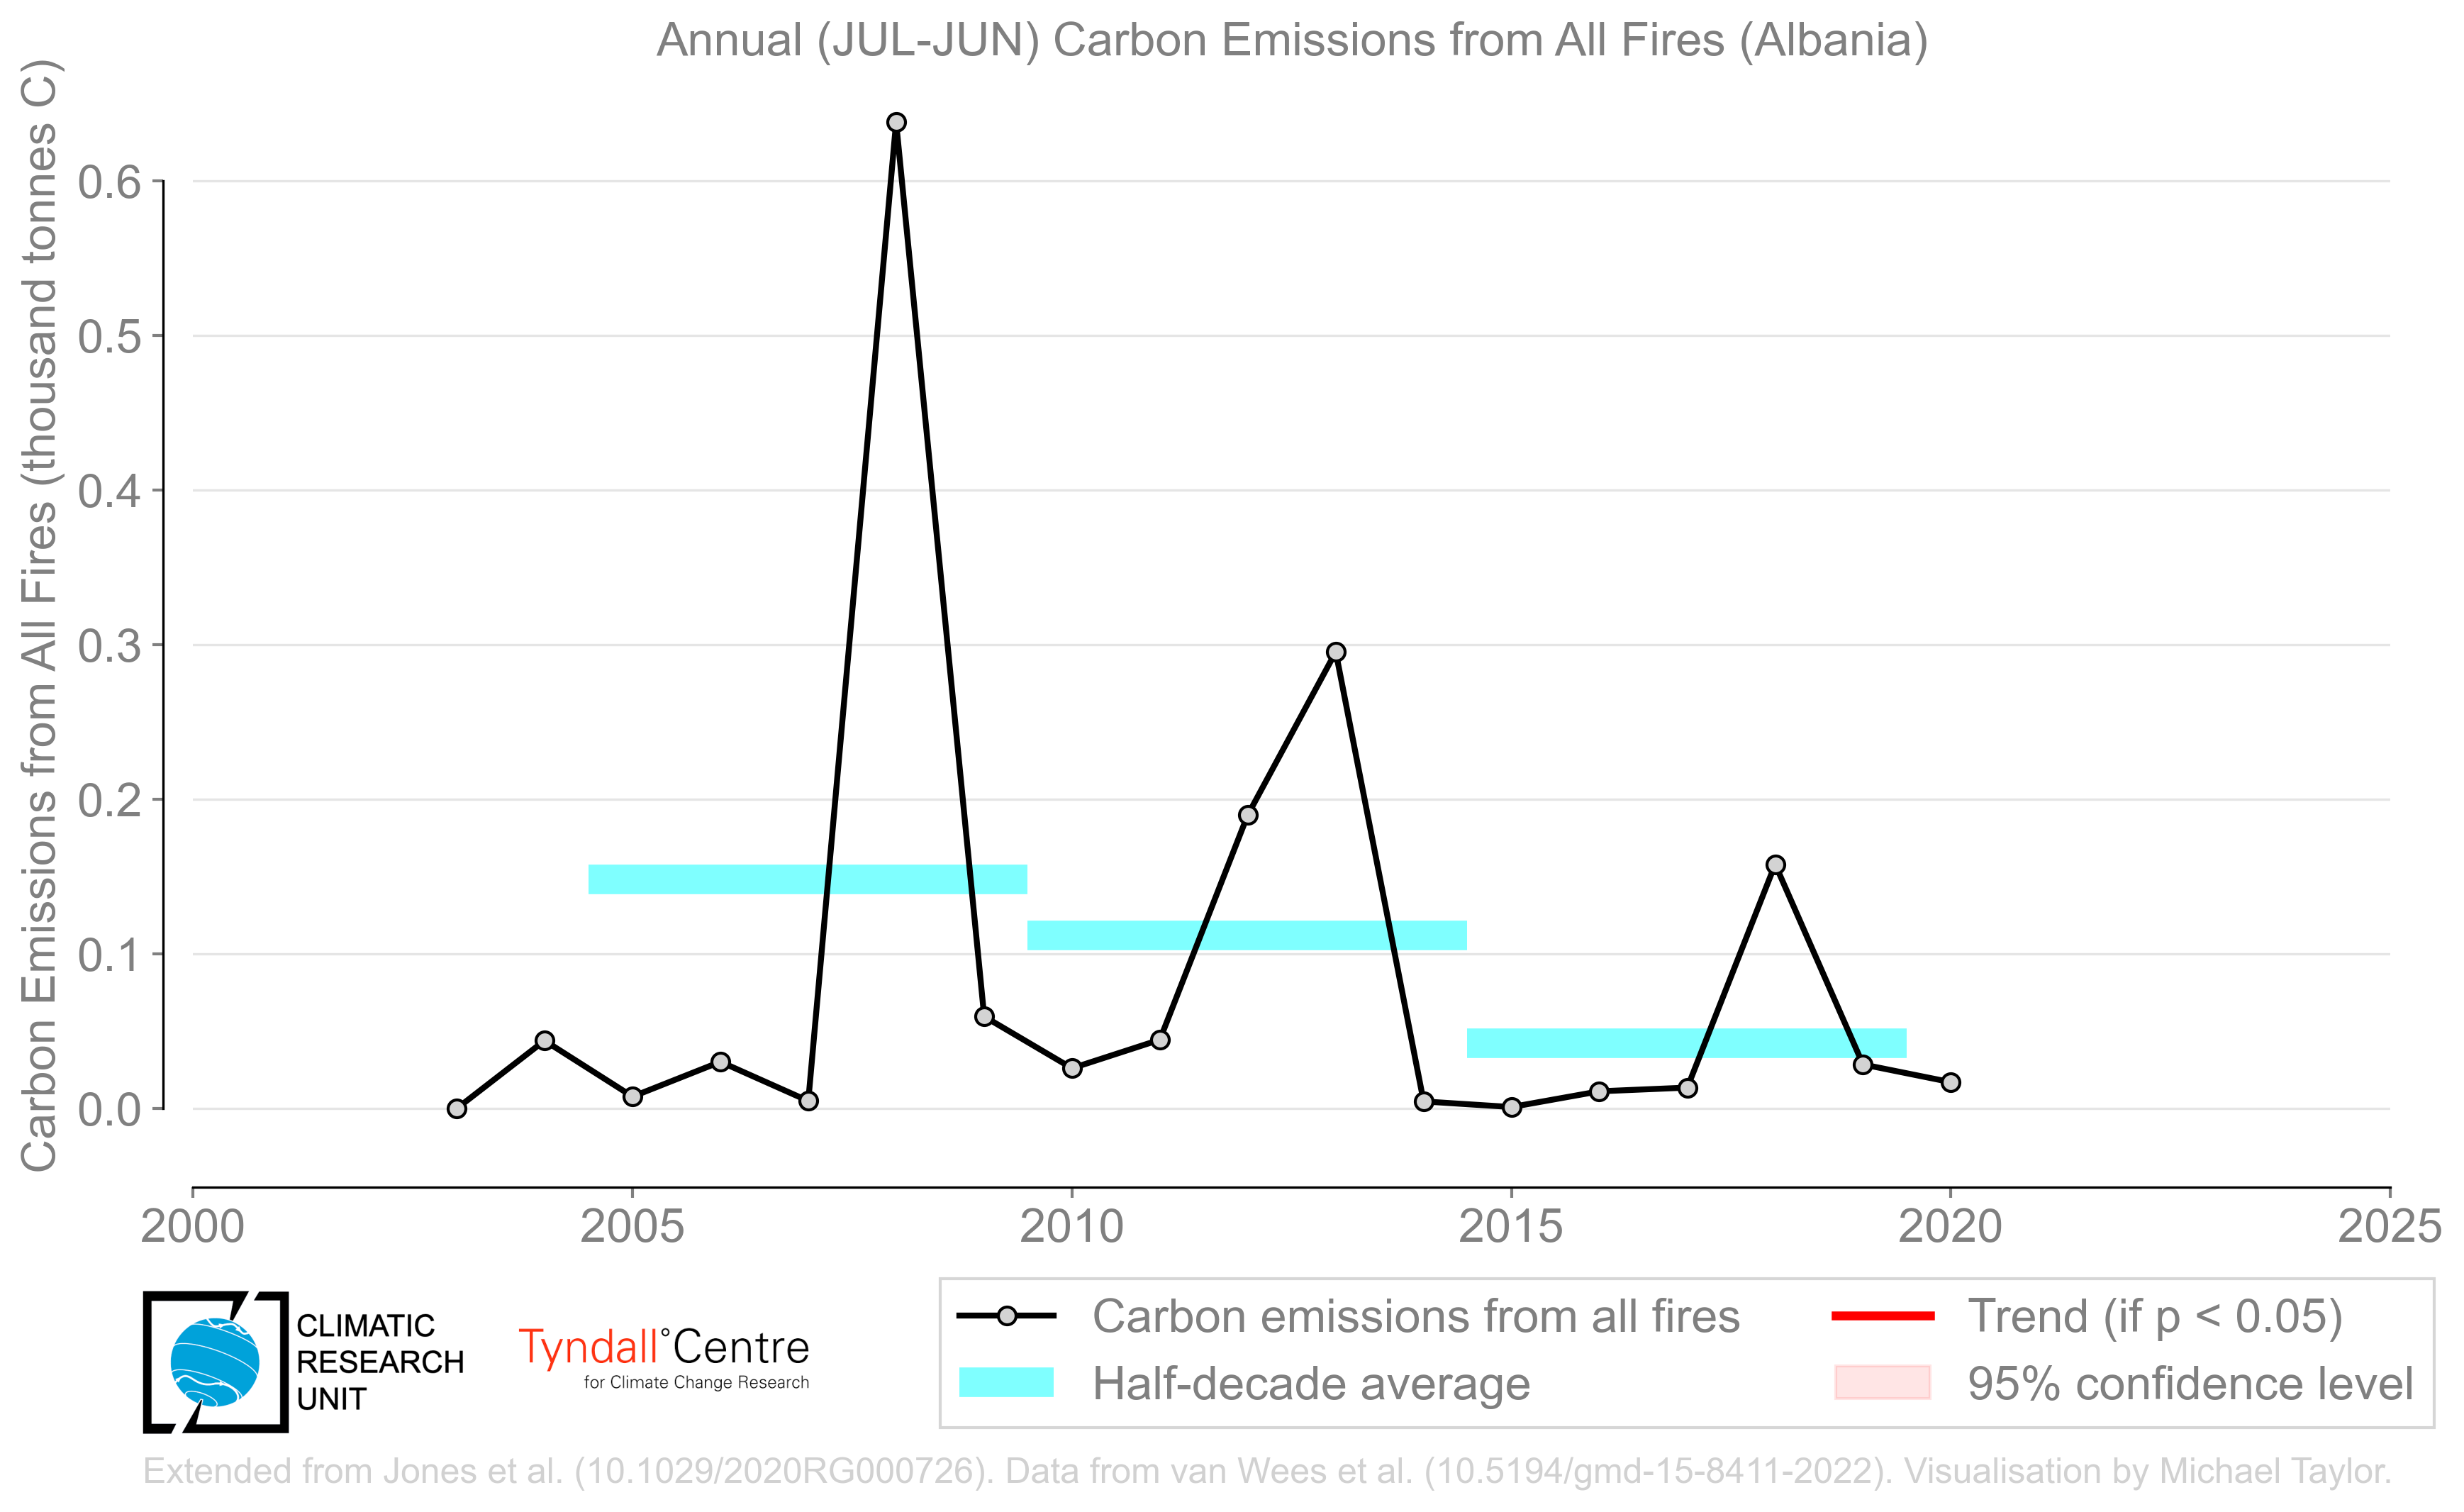 Annual (JUL-JUN) Carbon Emissions from All Fires (Albania)
Carbon Emissions from All Fires (thousand tonnes C)
0.6
0.5
0.4
0.3
0.2
0.1
0.0
2000 2005 2010 2015 2020 2025
CLIMATIC
RESEARCH
UNIT
Tyndall°Centre
for Climate Change Research
Carbon emissions from all fires
Half-decade average
Trend (if p < 0.05)
95% confidence level
Extended from Jones et al. (10.1029/2020RG000726). Data from van Wees et al. (10.5194/gmd-15-8411-2022). Visualisation by Michael Taylor.